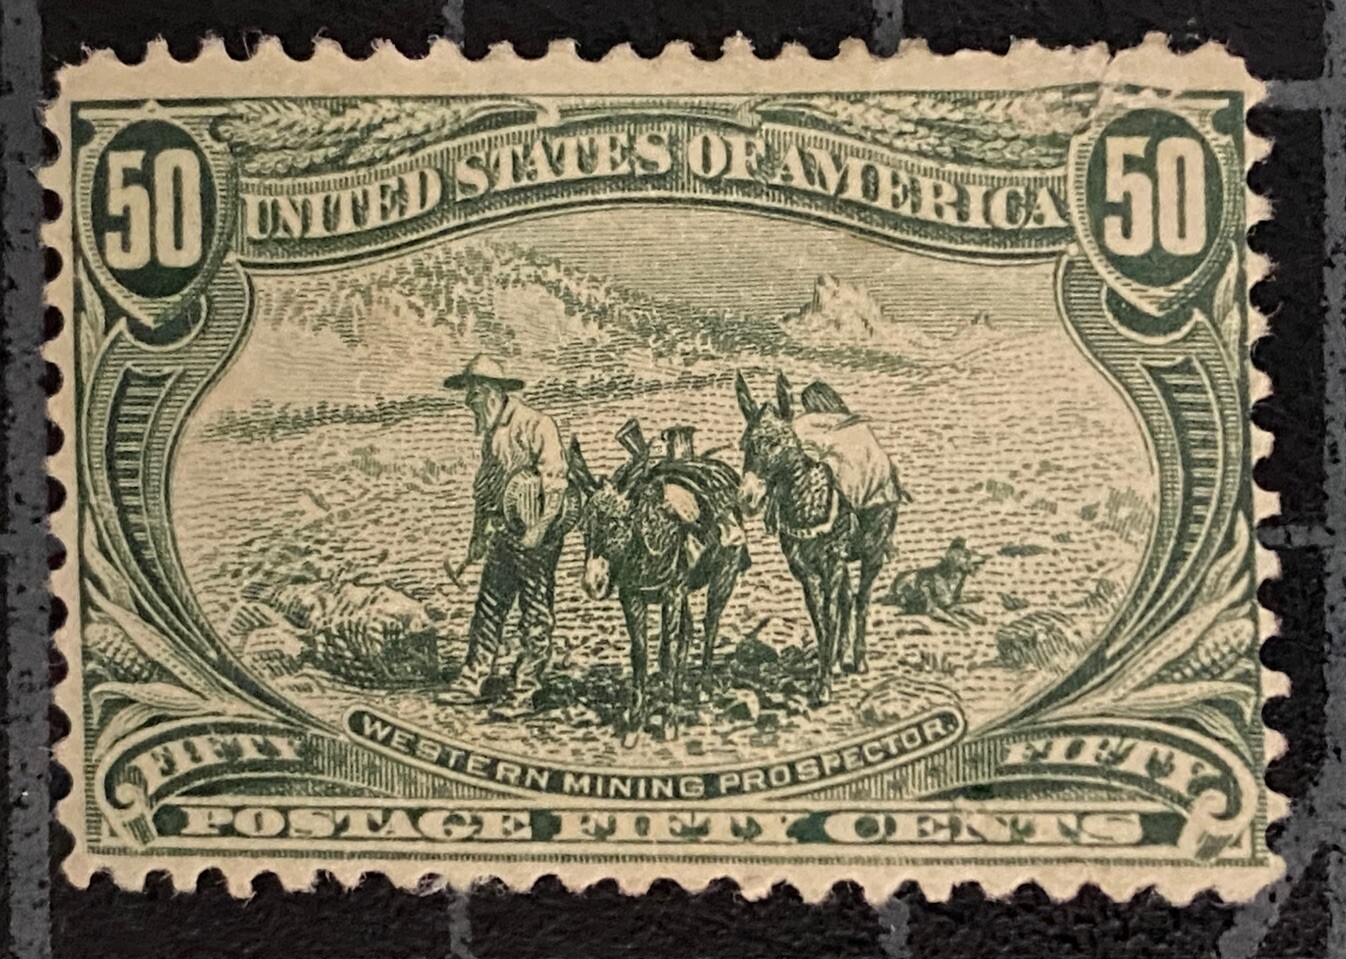 50 50
UNITED STATES OF AMERICA
WESTERN MINING PROSPECTOR.
FIFTY FIFTY
POSTAGE FIFTY CENTS